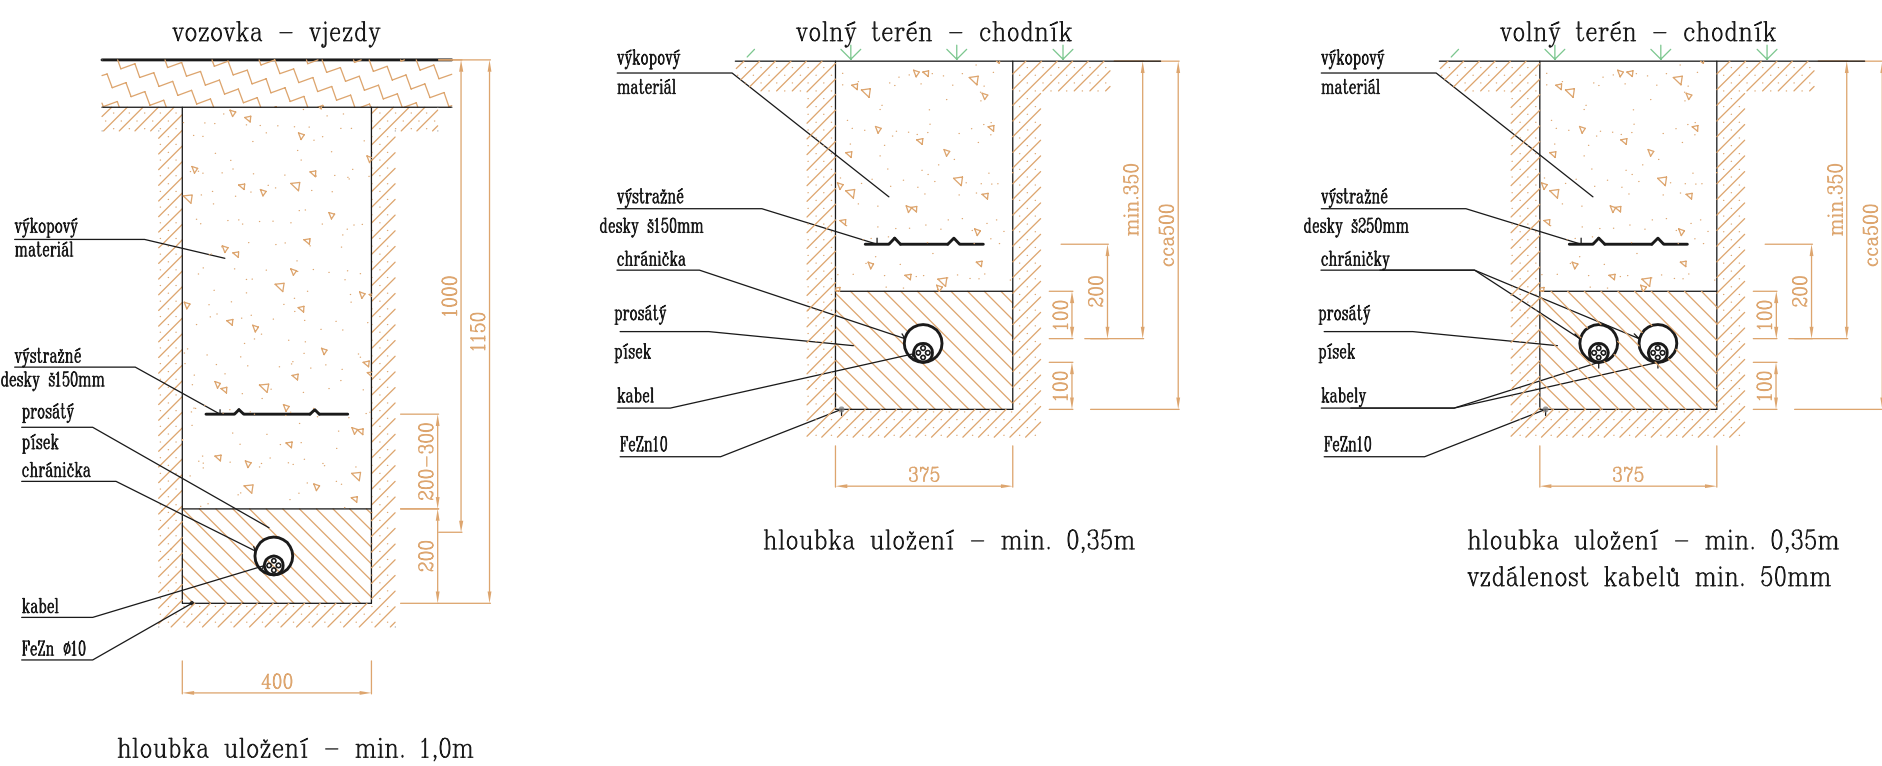 vozovka – vjezdy
výkopový
materiál
výstražné
desky š150mm
prosátý
písek
chránička
kabel
FeZn Ø10
1000
1150
200–300
200
400
hloubka uložení – min. 1,0m
volný terén – chodník
výkopový
materiál
výstražné
desky š150mm
chránička
prosátý
písek
kabel
FeZn10
min.350
cca500
200
100
100
375
hloubka uložení – min. 0,35m
volný terén – chodník
výkopový
materiál
výstražné
desky š250mm
chráničky
prosátý
písek
kabely
FeZn10
min.350
cca500
200
100
100
375
hloubka uložení – min. 0,35m
vzdálenost kabelů min. 50mm